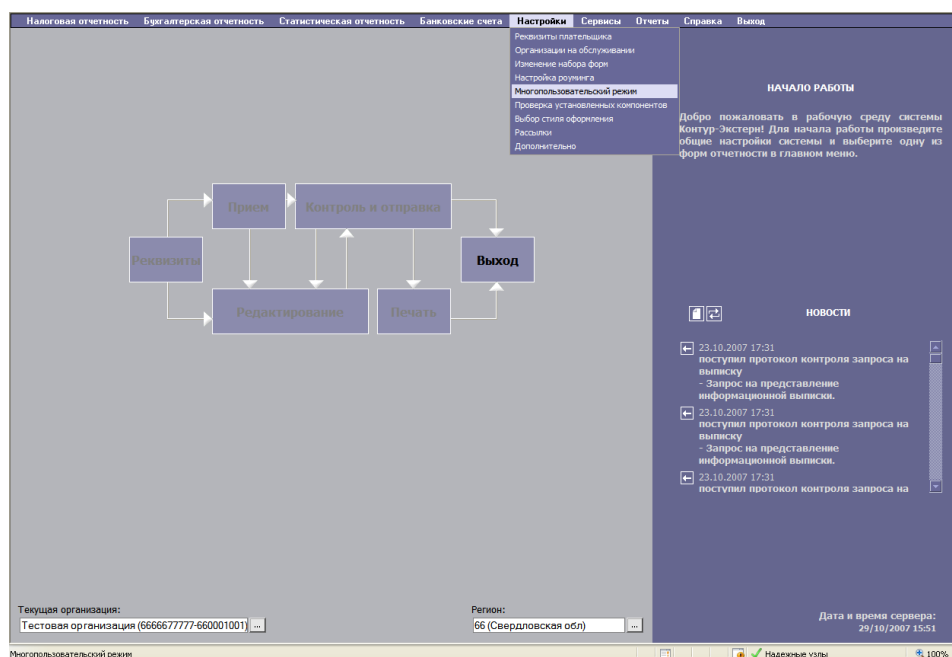 Налоговая отчетность Бухгалтерская отчетность Статистическая отчетность Банковские счета Настройки Сервисы Отчеты Справка Выход
Реквизиты плательщика
Организации на обслуживании
Изменение набора форм
Настройка роуминга
Многопользовательский режим
Проверка установленных компонентов
Выбор стиля оформления
Рассылки
Дополнительно
НАЧАЛО РАБОТЫ
Добро пожаловать в рабочую среду системы
Контур-Экстерн! Для начала работы произведите
общие настройки системы и выберите одну из
форм отчетности в главном меню.
Прием
Контроль и отправка
Реквизиты
Выход
Редактирование
Печать
НОВОСТИ
23.10.2007 17:31
поступил протокол контроля запроса на
выписку
- Запрос на представление
информационной выписки.
23.10.2007 17:31
поступил протокол контроля запроса на
выписку
- Запрос на представление
информационной выписки.
23.10.2007 17:31
поступил протокол контроля запроса на
Текущая организация:
Тестовая организация (6666677777-660001001) ...
Регион:
66 (Свердловская обл) ...
Дата и время сервера:
29/10/2007 15:51
Многопользовательский режим
Надежные узлы
100%